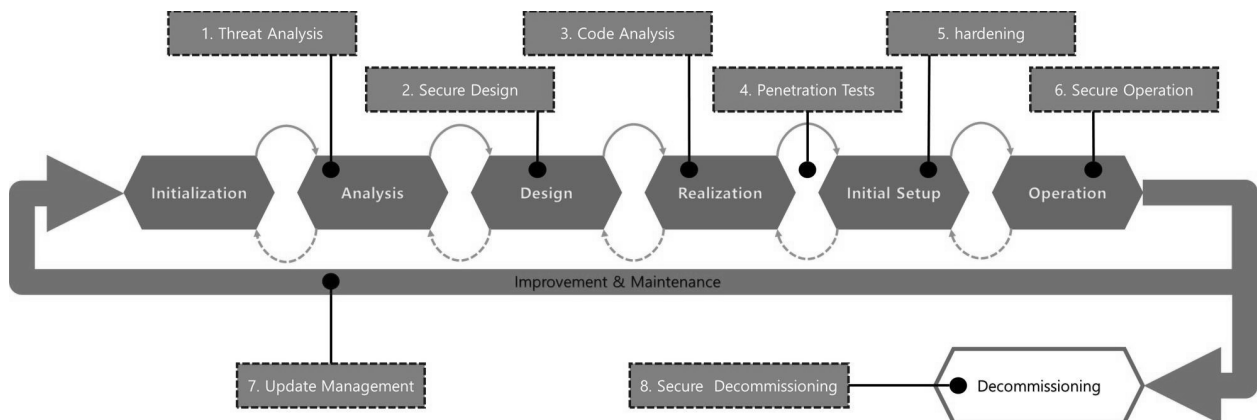 1. Threat Analysis
3. Code Analysis
5. hardening
2. Secure Design
4. Penetration Tests
6. Secure Operation
Initialization
Analysis
Design
Realization
Initial Setup
Operation
Improvement & Maintenance
7. Update Management
8. Secure Decommissioning
Decommissioning